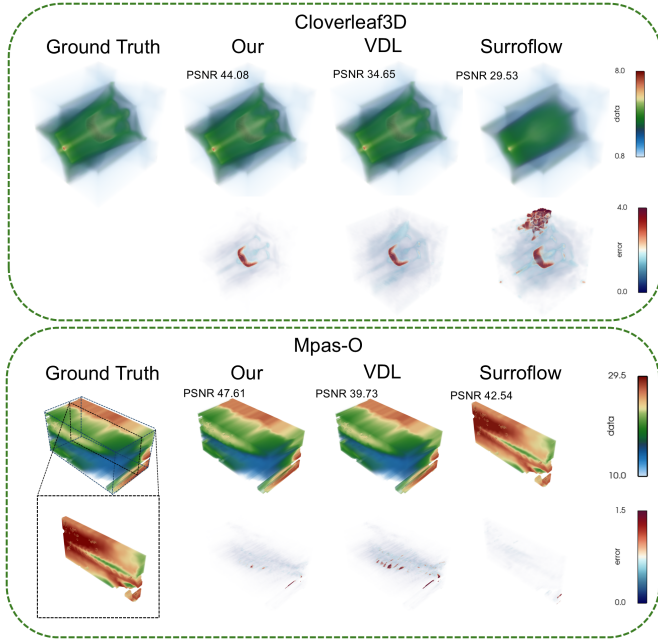 Cloverleaf3D
Ground Truth
Our
VDL
Surroflow
PSNR 44.08
PSNR 34.65
PSNR 29.53
8.0
data
0.8
4.0
error
0.0
Mpas-O
Ground Truth
Our
VDL
Surroflow
PSNR 47.61
PSNR 39.73
PSNR 42.54
29.5
data
10.0
1.5
error
0.0